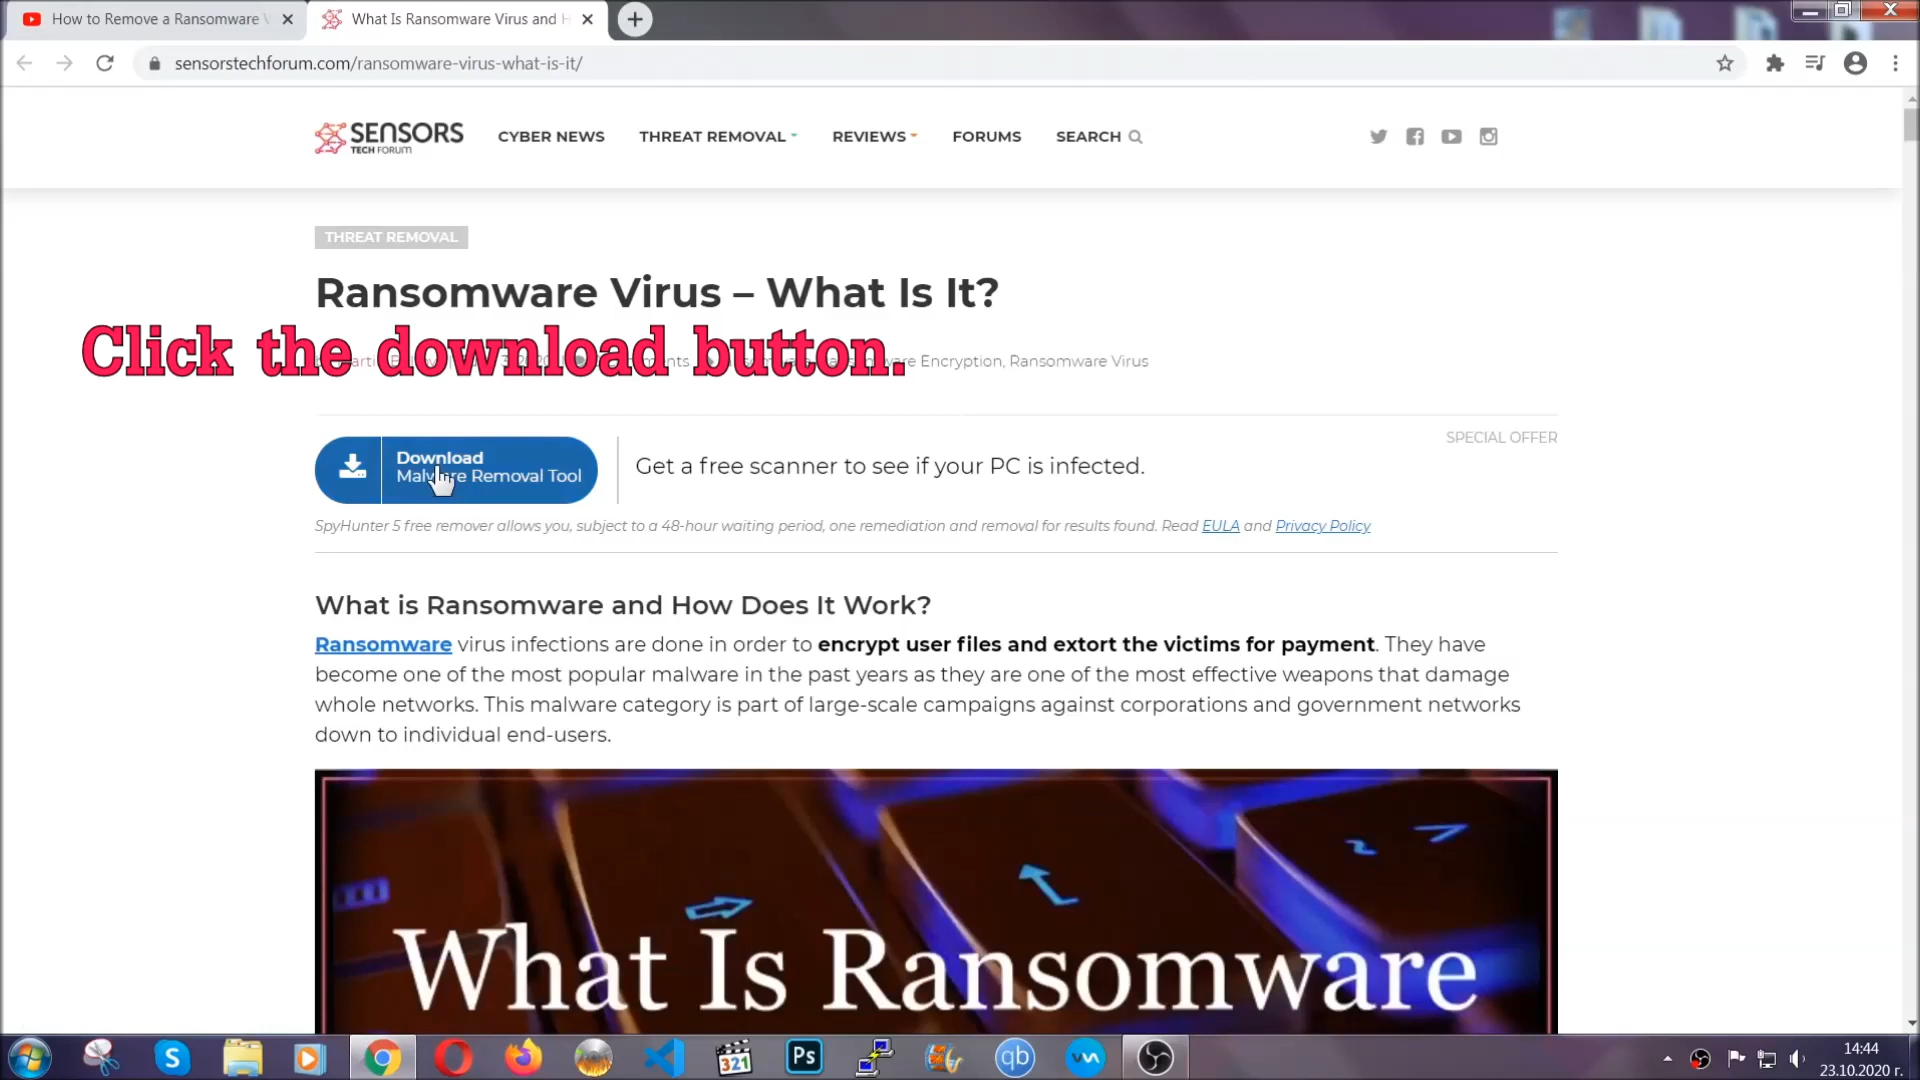 How to Remove a Ransomware V
What Is Ransomware Virus and H
sensorstechforum.com/ransomware-virus-what-is-it/
SENSORS
TECH FORUM
CYBER NEWS
THREAT REMOVAL
REVIEWS
FORUMS
SEARCH
THREAT REMOVAL
Ransomware Virus – What Is It?
Click the download button.
Encryption, Ransomware Virus
SPECIAL OFFER
Download
Malware Removal Tool
Get a free scanner to see if your PC is infected.
SpyHunter 5 free remover allows you, subject to a 48-hour waiting period, one remediation and removal for results found. Read EULA and Privacy Policy
What is Ransomware and How Does It Work?
Ransomware virus infections are done in order to encrypt user files and extort the victims for payment. They have
become one of the most popular malware in the past years as they are one of the most effective weapons that damage
whole networks. This malware category is part of large-scale campaigns against corporations and government networks
down to individual end-users.
What Is Ransomware
S
321
Ps
qb
14:44
23.10.2020 г.